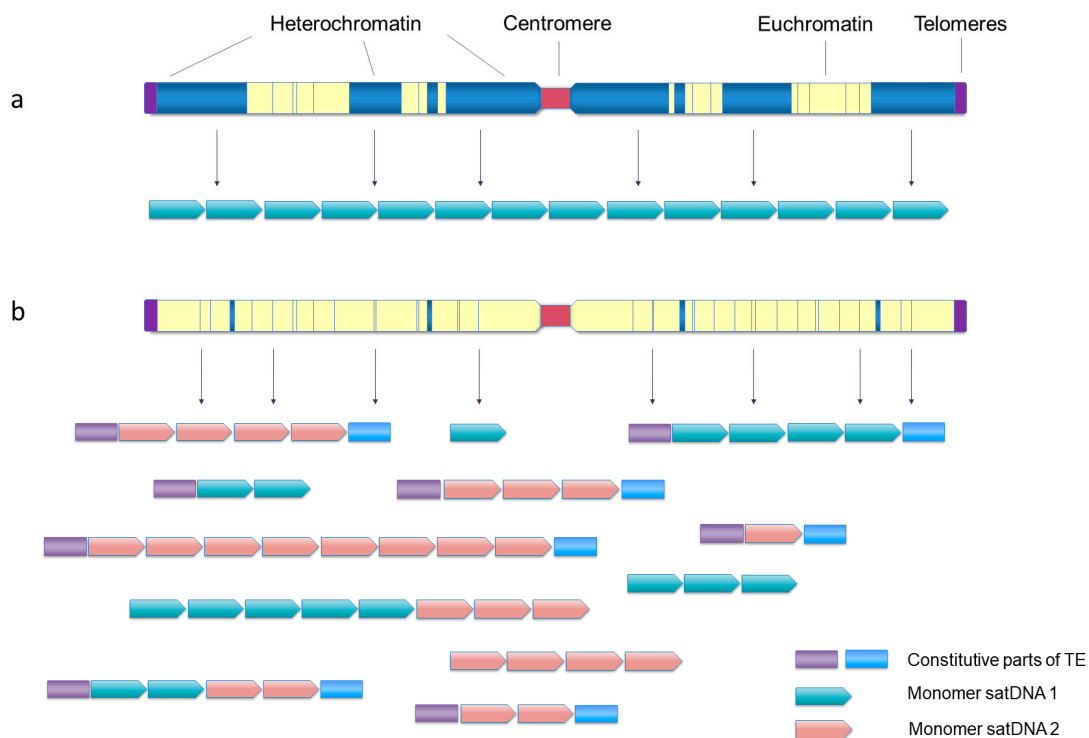 Heterochromatin Centromere Euchromatin Telomeres
a
b
Constitutive parts of TE
Monomer satDNA 1
Monomer satDNA 2